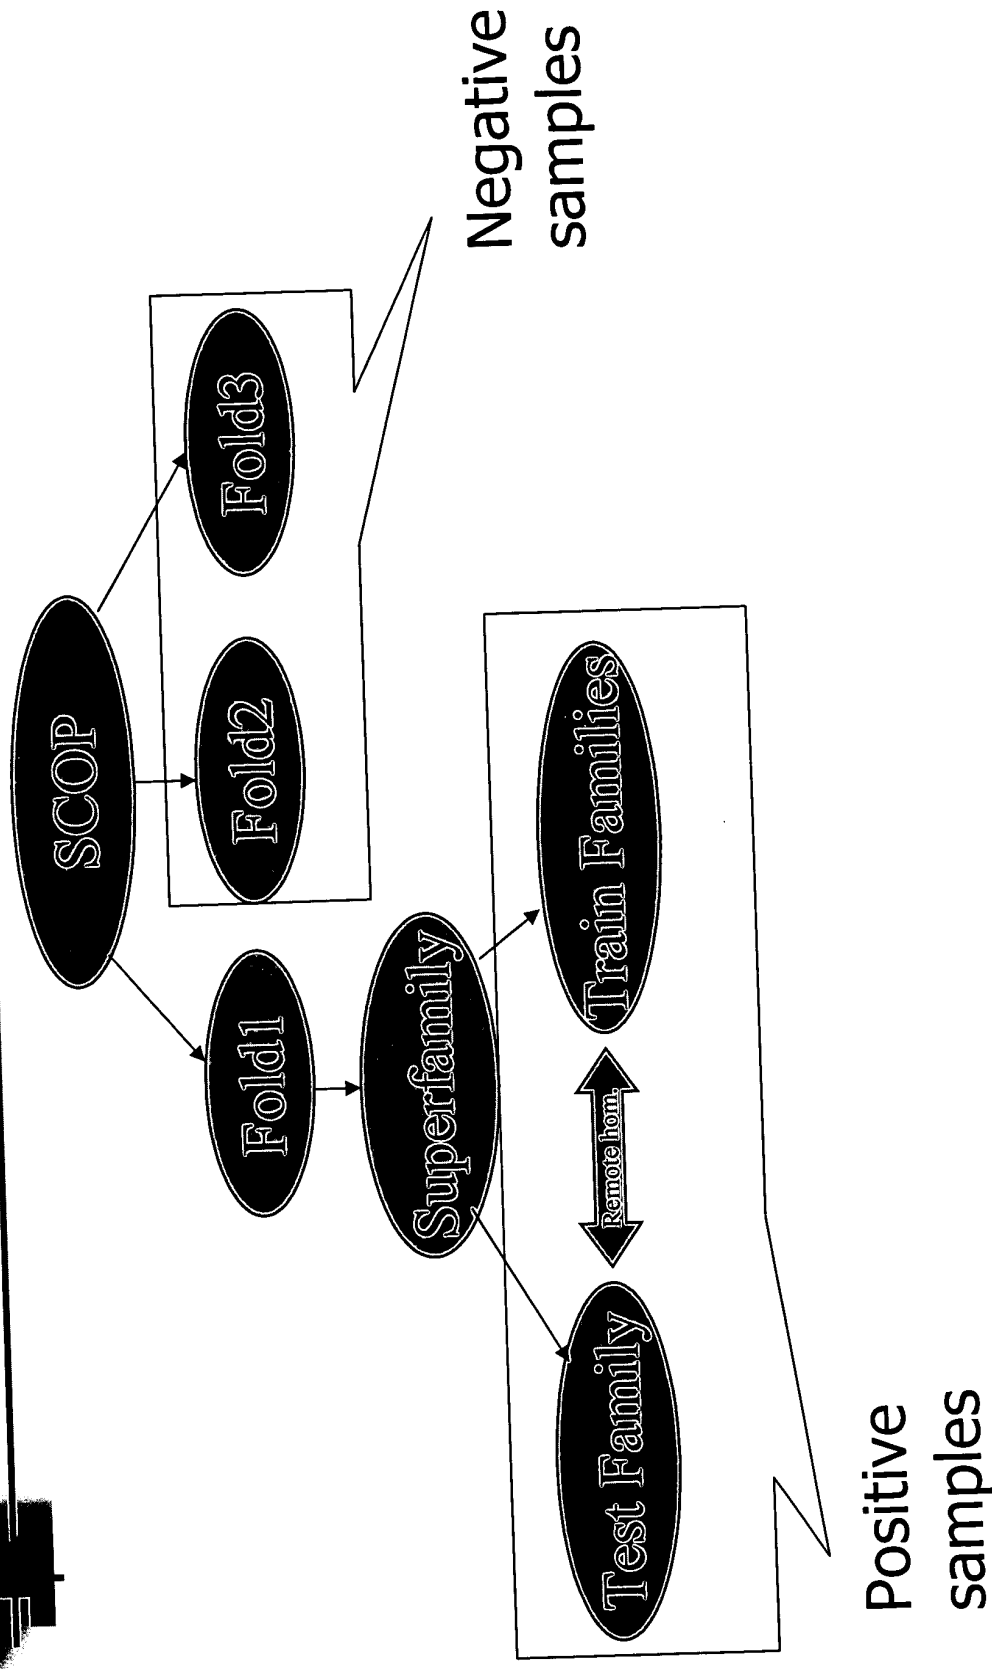 SCOP
Fold1
Fold2
Fold3
Superfamily
Negative
samples
Test Family
Remote hom.
Train Families
Positive
samples